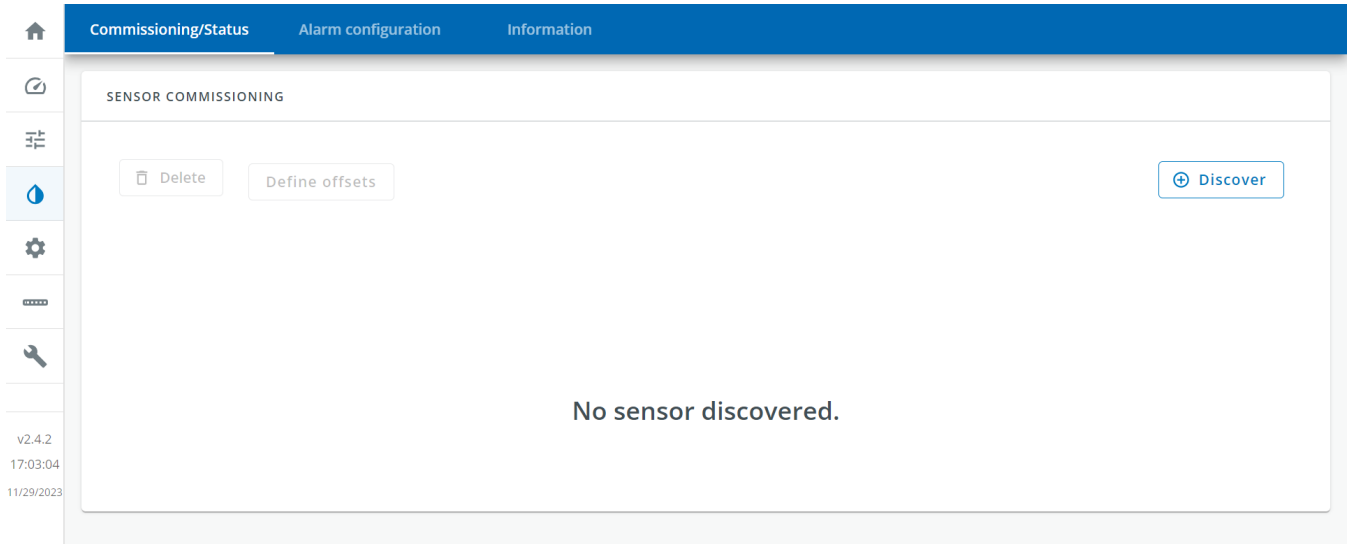 Commissioning/Status
Alarm configuration
Information
SENSOR COMMISSIONING
Delete
Define offsets
Discover
No sensor discovered.
v2.4.2
17:03:04
11/29/2023